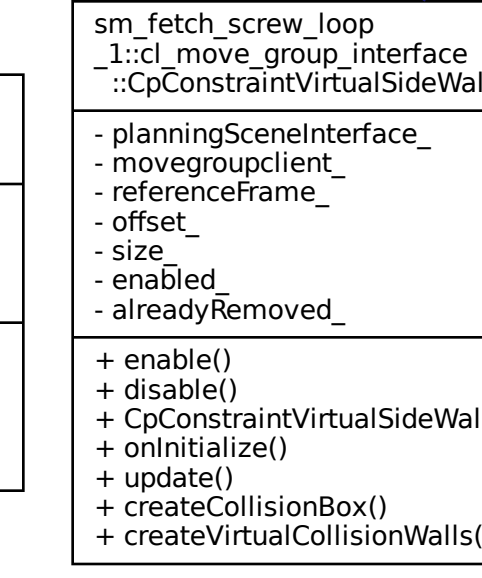 sm_fetch_screw_loop
_1::cl_move_group_interface
::CpConstraintVirtualSideWal
- planningSceneInterface_
- movegroupclient_
- referenceFrame_
- offset_
- size_
- enabled_
- alreadyRemoved_
+ enable()
+ disable()
+ CpConstraintVirtualSideWal
+ onInitialize()
+ update()
+ createCollisionBox()
+ createVirtualCollisionWalls(